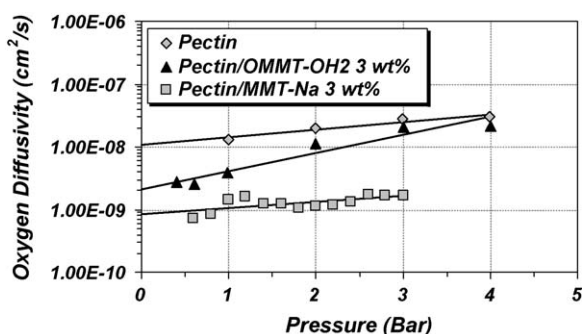 1.00E-06
1.00E-07
1.00E-08
1.00E-09
1.00E-10
Oxygen Diffusivity (cm²/s)
Pectin
Pectin/OMMT-OH2 3 wt%
Pectin/MMT-Na 3 wt%
0 1 2 3 4 5
Pressure (Bar)